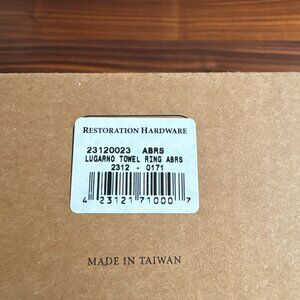 RESTORATION HARDWARE
23120023 ABRS
LUGARNO TOWEL RING ABRS
2312 - 0171
4 23121 71000 7
MADE IN TAIWAN